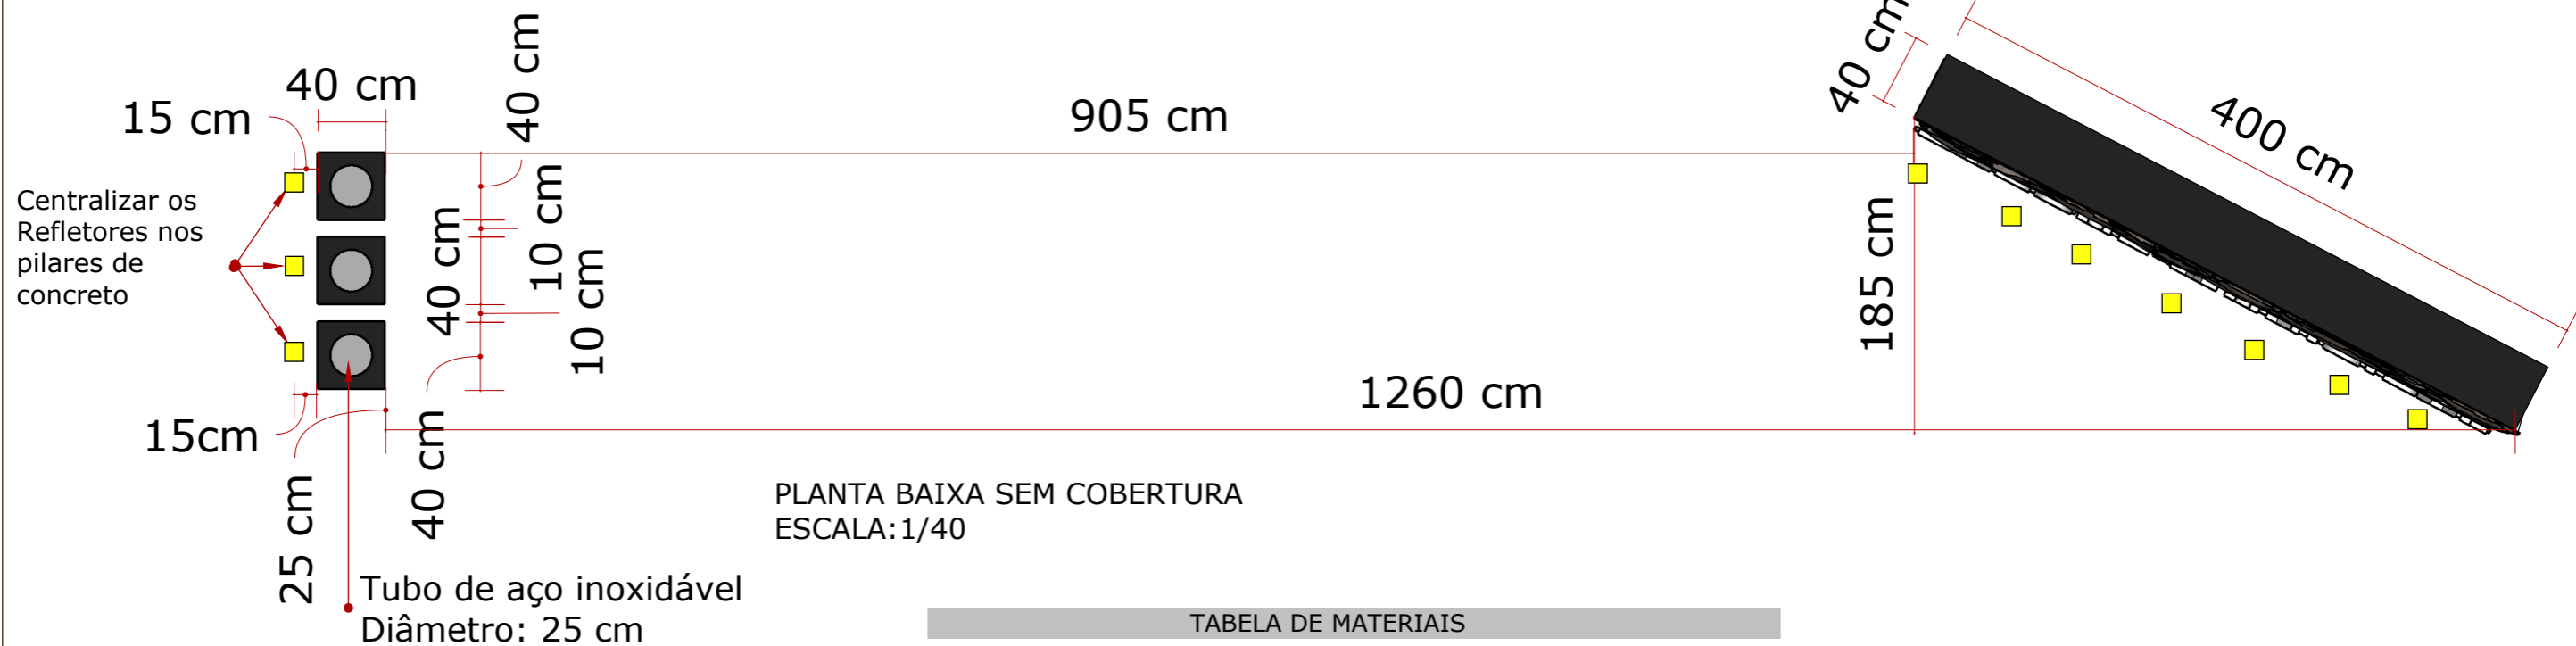 40 cm
40 cm
15 cm
905 cm
40 cm
400 cm
Centralizar os
Refletores nos
pilares de
concreto
40 cm
10 cm
10 cm
185 cm
1260 cm
15cm
25 cm
40 cm
PLANTA BAIXA SEM COBERTURA
ESCALA:1/40
Tubo de aço inoxidável
Diâmetro: 25 cm
TABELA DE MATERIAIS